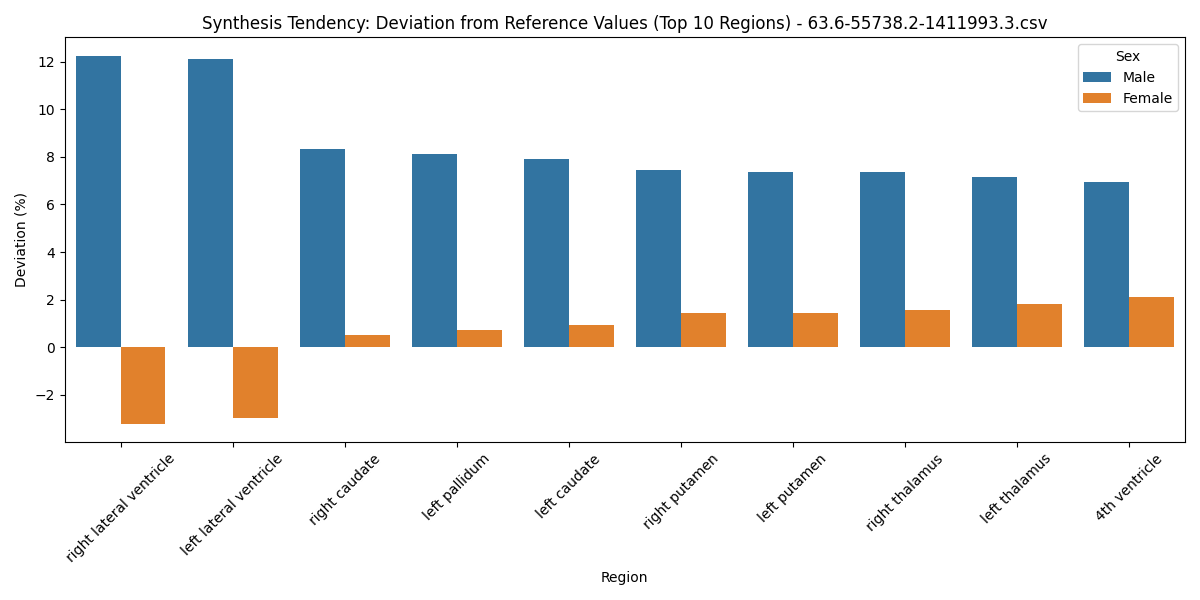 Synthesis Tendency: Deviation from Reference Values (Top 10 Regions) - 63.6-55738.2-1411993.3.csv
Sex
Male
Female
Deviation (%)
12
10
8
6
4
2
0
−2
right lateral ventricle
left lateral ventricle
right caudate
left pallidum
left caudate
right putamen
left putamen
right thalamus
left thalamus
4th ventricle
Region